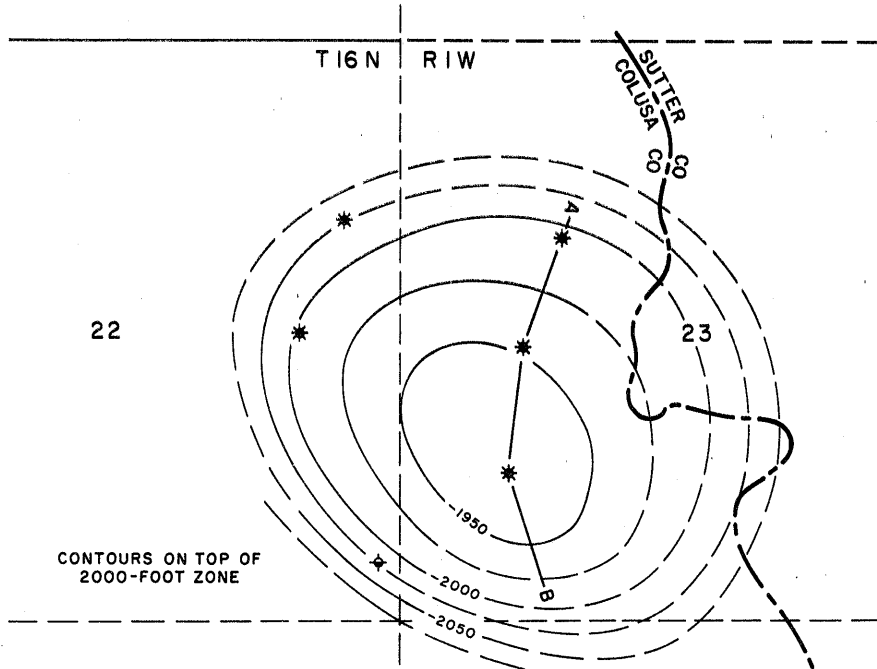 T16N R1W
SUTTER CO
COLUSA CO
A
22
23
-1950
CONTOURS ON TOP OF
2000-FOOT ZONE
-2000
B
-2050